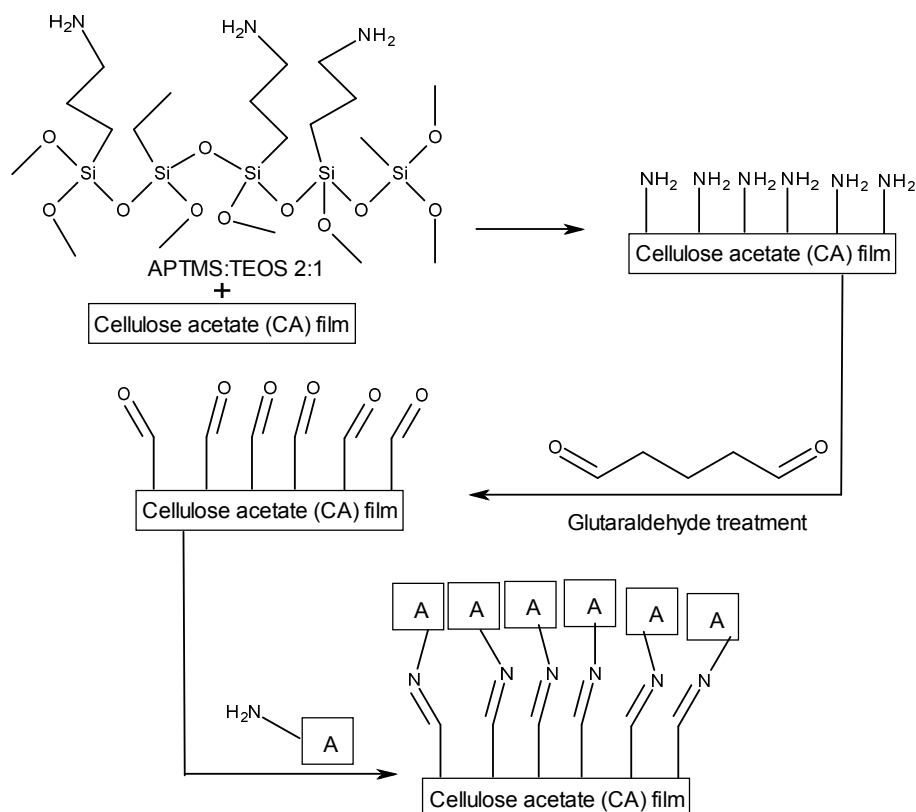 H2N H2N NH2
O O O O
Si Si Si Si Si
O O O O O O O O
APTMS:TEOS 2:1
+
Cellulose acetate (CA) film
NH2 NH2 NH2 NH2 NH2 NH2
Cellulose acetate (CA) film
O O O O O O
Cellulose acetate (CA) film
O O
Glutaraldehyde treatment
H2N
A
A A A A A A
N N N N N N
Cellulose acetate (CA) film